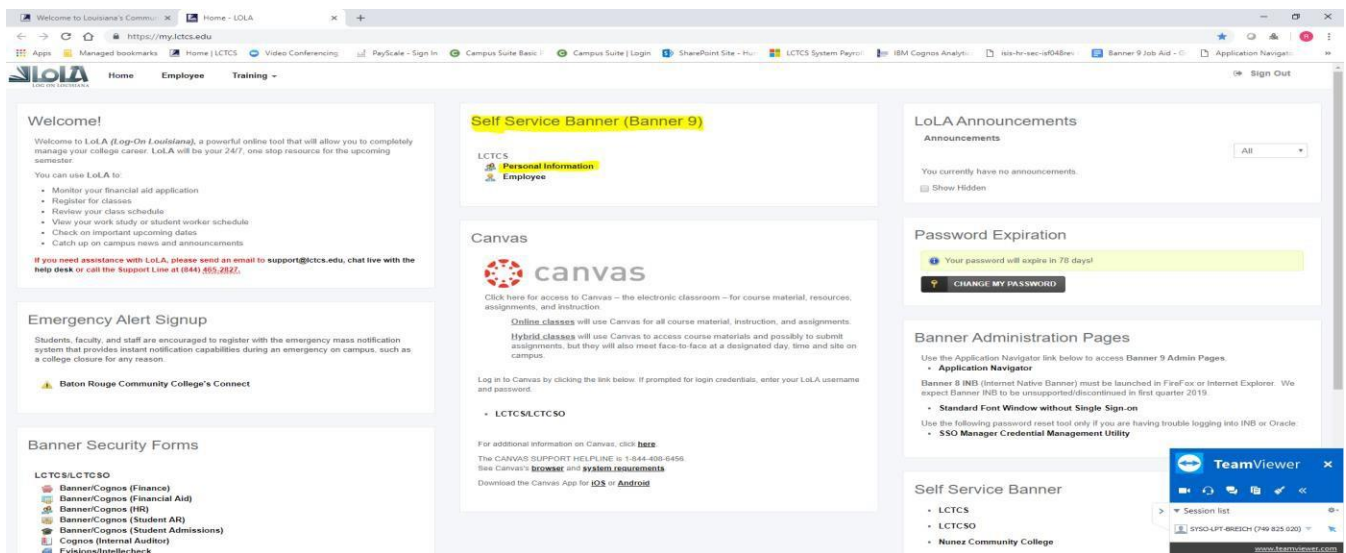 Welcome to Louisiana's Commun
Home - LOLA
https://my.lctcs.edu
Apps
Managed bookmarks
Home | LCTCS
Video Conferencing
PayScale - Sign In
Campus Suite Basic
Campus Suite | Login
SharePoint Site - Hu
LCTCS System Payro
IBM Cognos Analyti
isis-hr-sec-isf048rev
Banner 9 Job Aid -
Application Navigat
LOLA
LOG ON LOUISIANA
Home
Employee
Training
Sign Out
Welcome!
Welcome to LoLA (Log-On Louisiana), a powerful online tool that will allow you to completely
manage your college career. LoLA will be your 24/7, one stop resource for the upcoming
semester.
You can use LoLA to:
• Monitor your financial aid application
• Register for classes
• Review your class schedule
• View your work study or student worker schedule
• Check on important upcoming dates
• Catch up on campus news and announcements
If you need assistance with LoLA, please send an email to support@lctcs.edu, chat live with the
help desk or call the Support Line at (844) 465.2827.
Emergency Alert Signup
Students, faculty, and staff are encouraged to register with the emergency mass notification
system that provides instant notification capabilities during an emergency on campus, such as
a college closure for any reason.
Baton Rouge Community College's Connect
Banner Security Forms
LCTCS/LCTCSO
Banner/Cognos (Finance)
Banner/Cognos (Financial Aid)
Banner/Cognos (HR)
Banner/Cognos (Student AR)
Banner/Cognos (Student Admissions)
Cognos (Internal Auditor)
Evisions/Intellecheck
Self Service Banner (Banner 9)
LCTCS
Personal Information
Employee
Canvas
canvas
Click here for access to Canvas – the electronic classroom – for course material, resources,
assignments, and instruction.
Online classes will use Canvas for all course material, instruction, and assignments.
Hybrid classes will use Canvas to access course materials and possibly to submit
assignments, but they will also meet face-to-face at a designated day, time and site on
campus.
Log in to Canvas by clicking the link below. If prompted for login credentials, enter your LoLA username
and password.
• LCTCS/LCTCSO
For additional information on Canvas, click here.
The CANVAS SUPPORT HELPLINE is 1-844-408-6456.
See Canvas's browser and system requrements.
Download the Canvas App for iOS or Android
LoLA Announcements
Announcements
All
You currently have no announcements.
Show Hidden
Password Expiration
Your password will expire in 78 days!
CHANGE MY PASSWORD
Banner Administration Pages
Use the Application Navigator link below to access Banner 9 Admin Pages.
• Application Navigator
Banner 8 INB (Internet Native Banner) must be launched in FireFox or Internet Explorer. We
expect Banner INB to be unsupported/discontinued in first quarter 2019.
• Standard Font Window without Single Sign-on
Use the following password reset tool only if you are having trouble logging into INB or Oracle:
• SSO Manager Credential Management Utility
Self Service Banner
• LCTCS
• LCTCSO
• Nunez Community College
TeamViewer
Session list
SYSO-LPT-BREICH (749 825 020)
www.teamviewer.com